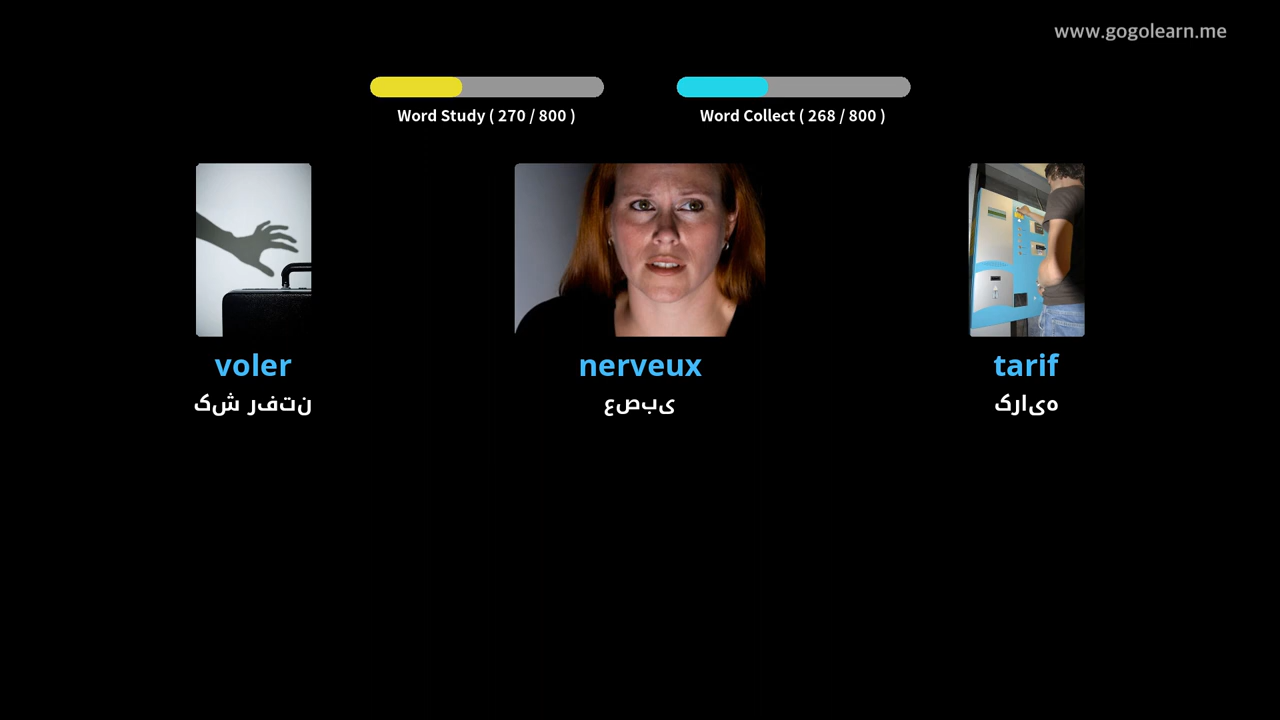 www.gogolearn.me
Word Study ( 270 / 800 )
Word Collect ( 268 / 800 )
voler
کش رفتن
nerveux
عصبی
tarif
کرایه